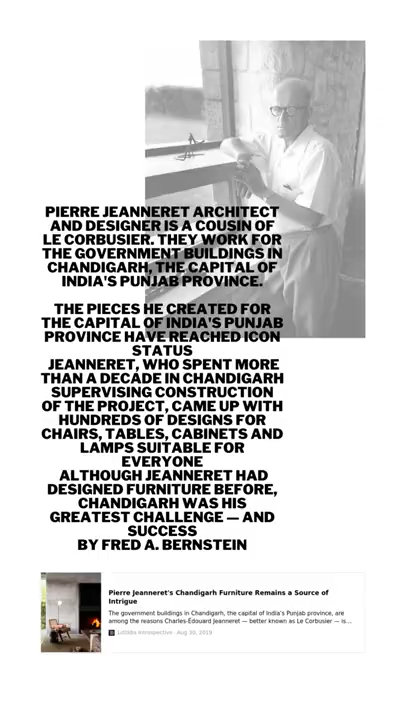 PIERRE JEANNERET ARCHITECT
AND DESIGNER IS A COUSIN OF
LE CORBUSIER. THEY WORK FOR
THE GOVERNMENT BUILDINGS IN
CHANDIGARH, THE CAPITAL OF
INDIA'S PUNJAB PROVINCE.
THE PIECES HE CREATED FOR
THE CAPITAL OF INDIA'S PUNJAB
PROVINCE HAVE REACHED ICON
STATUS
JEANNERET, WHO SPENT MORE
THAN A DECADE IN CHANDIGARH
SUPERVISING CONSTRUCTION
OF THE PROJECT, CAME UP WITH
HUNDREDS OF DESIGNS FOR
CHAIRS, TABLES, CABINETS AND
LAMPS SUITABLE FOR
EVERYONE
ALTHOUGH JEANNERET HAD
DESIGNED FURNITURE BEFORE,
CHANDIGARH WAS HIS
GREATEST CHALLENGE — AND
SUCCESS
BY FRED A. BERNSTEIN
Pierre Jeanneret's Chandigarh Furniture Remains a Source of
Intrigue
The government buildings in Chandigarh, the capital of India's Punjab province, are
among the reasons Charles-Édouard Jeanneret — better known as Le Corbusier — is...
1stDibs Introspective · Aug 30, 2019